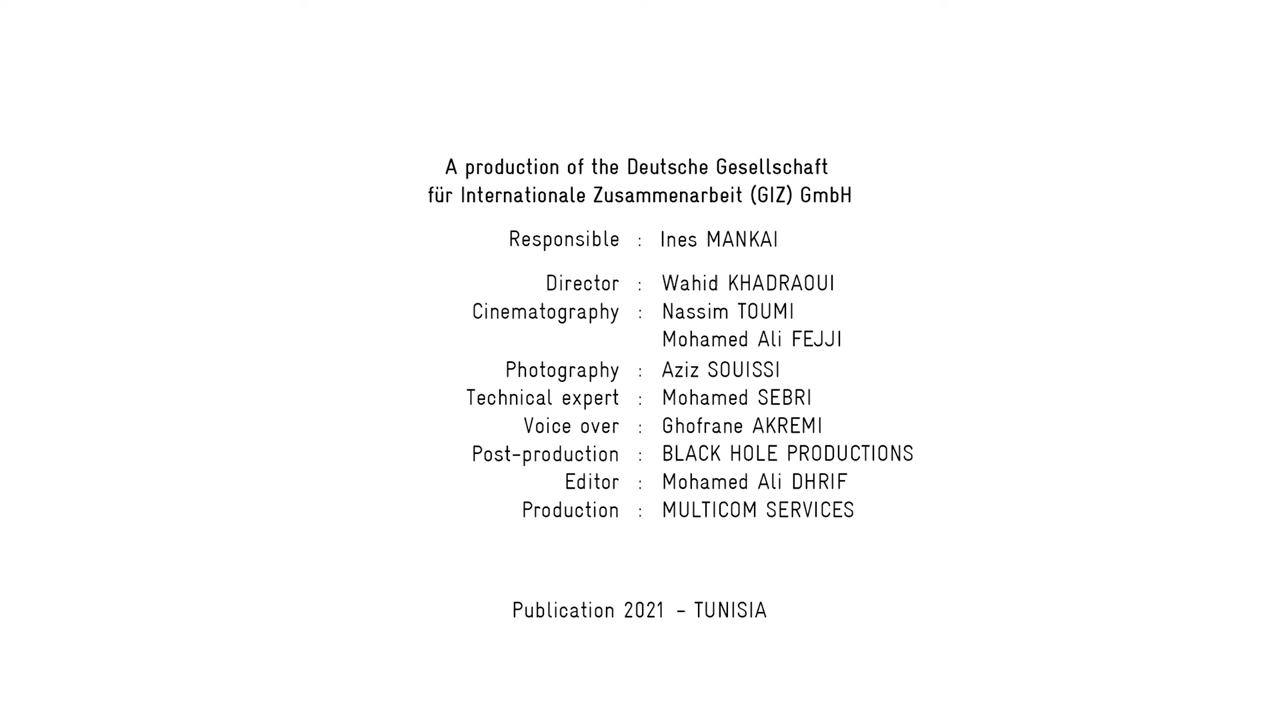 A production of the Deutsche Gesellschaft
für Internationale Zusammenarbeit (GIZ) GmbH
Responsible : Ines MANKAI
Director : Wahid KHADRAOUI
Cinematography : Nassim TOUMI
Mohamed Ali FEJJI
Photography : Aziz SOUISSI
Technical expert : Mohamed SEBRI
Voice over : Ghofrane AKREMI
Post-production : BLACK HOLE PRODUCTIONS
Editor : Mohamed Ali DHRIF
Production : MULTICOM SERVICES
Publication 2021 - TUNISIA